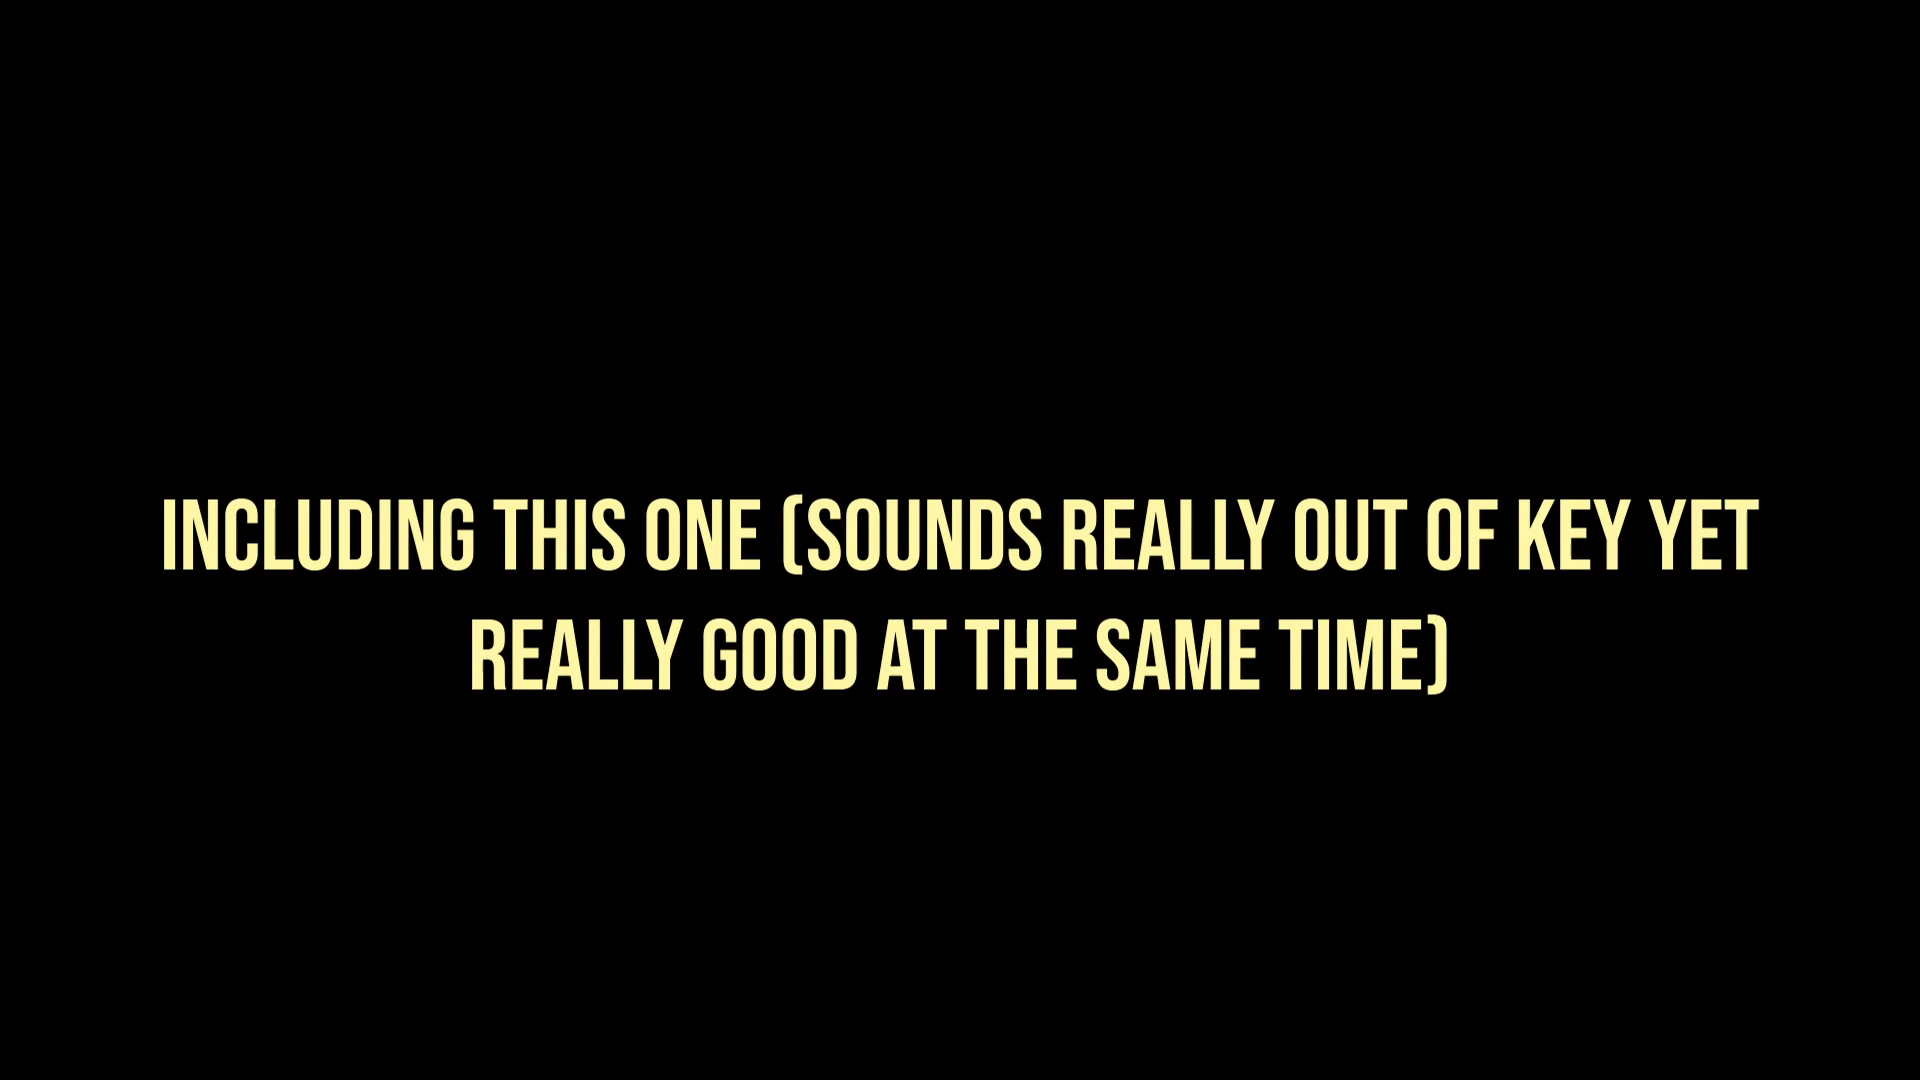 INCLUDING THIS ONE (SOUNDS REALLY OUT OF KEY YET
REALLY GOOD AT THE SAME TIME)